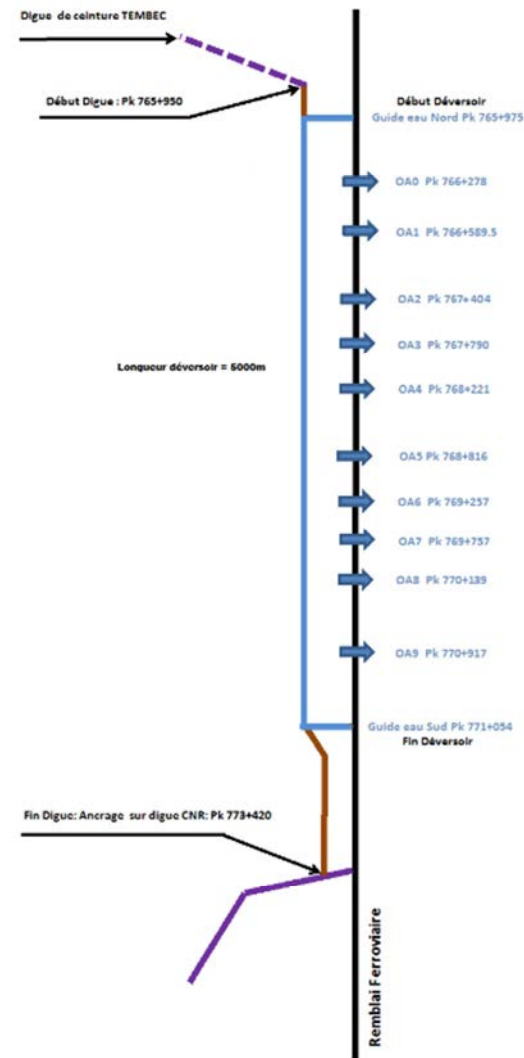 Digue de ceinture TEMBEC
Début Digue : Pk 765+950
Début Déversoir
Guide eau Nord Pk 765+975
OA0 Pk 766+278
OA1 Pk 766+589.5
OA2 Pk 767+404
OA3 Pk 767+790
Longueur déversoir = 5000m
OA4 Pk 768+221
OA5 Pk 768+816
OA6 Pk 769+257
OA7 Pk 769+757
OA8 Pk 770+139
OA9 Pk 770+917
Guide eau Sud Pk 771+054
Fin Déversoir
Fin Digue: Ancrage sur digue CNR: Pk 773+420
Remblai Ferroviaire